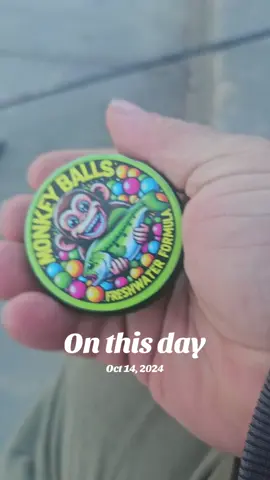 MONKEY BALLS
FRESHWATER FORMULA
On this day
Oct 14, 2024